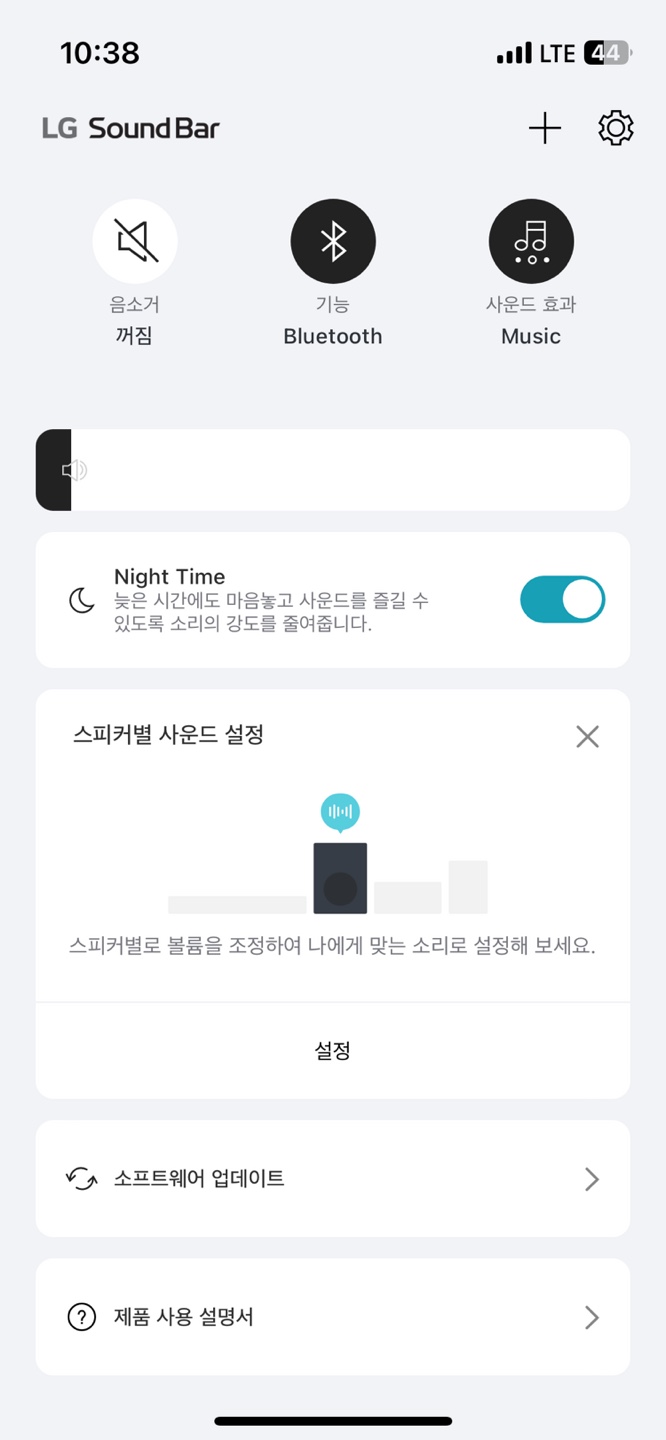 10:38
LTE 44
LG Sound Bar
음소거
꺼짐
기능
Bluetooth
사운드 효과
Music
Night Time
늦은 시간에도 마음놓고 사운드를 즐길 수
있도록 소리의 강도를 줄여줍니다.
스피커별 사운드 설정
스피커별로 볼륨을 조정하여 나에게 맞는 소리로 설정해 보세요.
설정
소프트웨어 업데이트
제품 사용 설명서